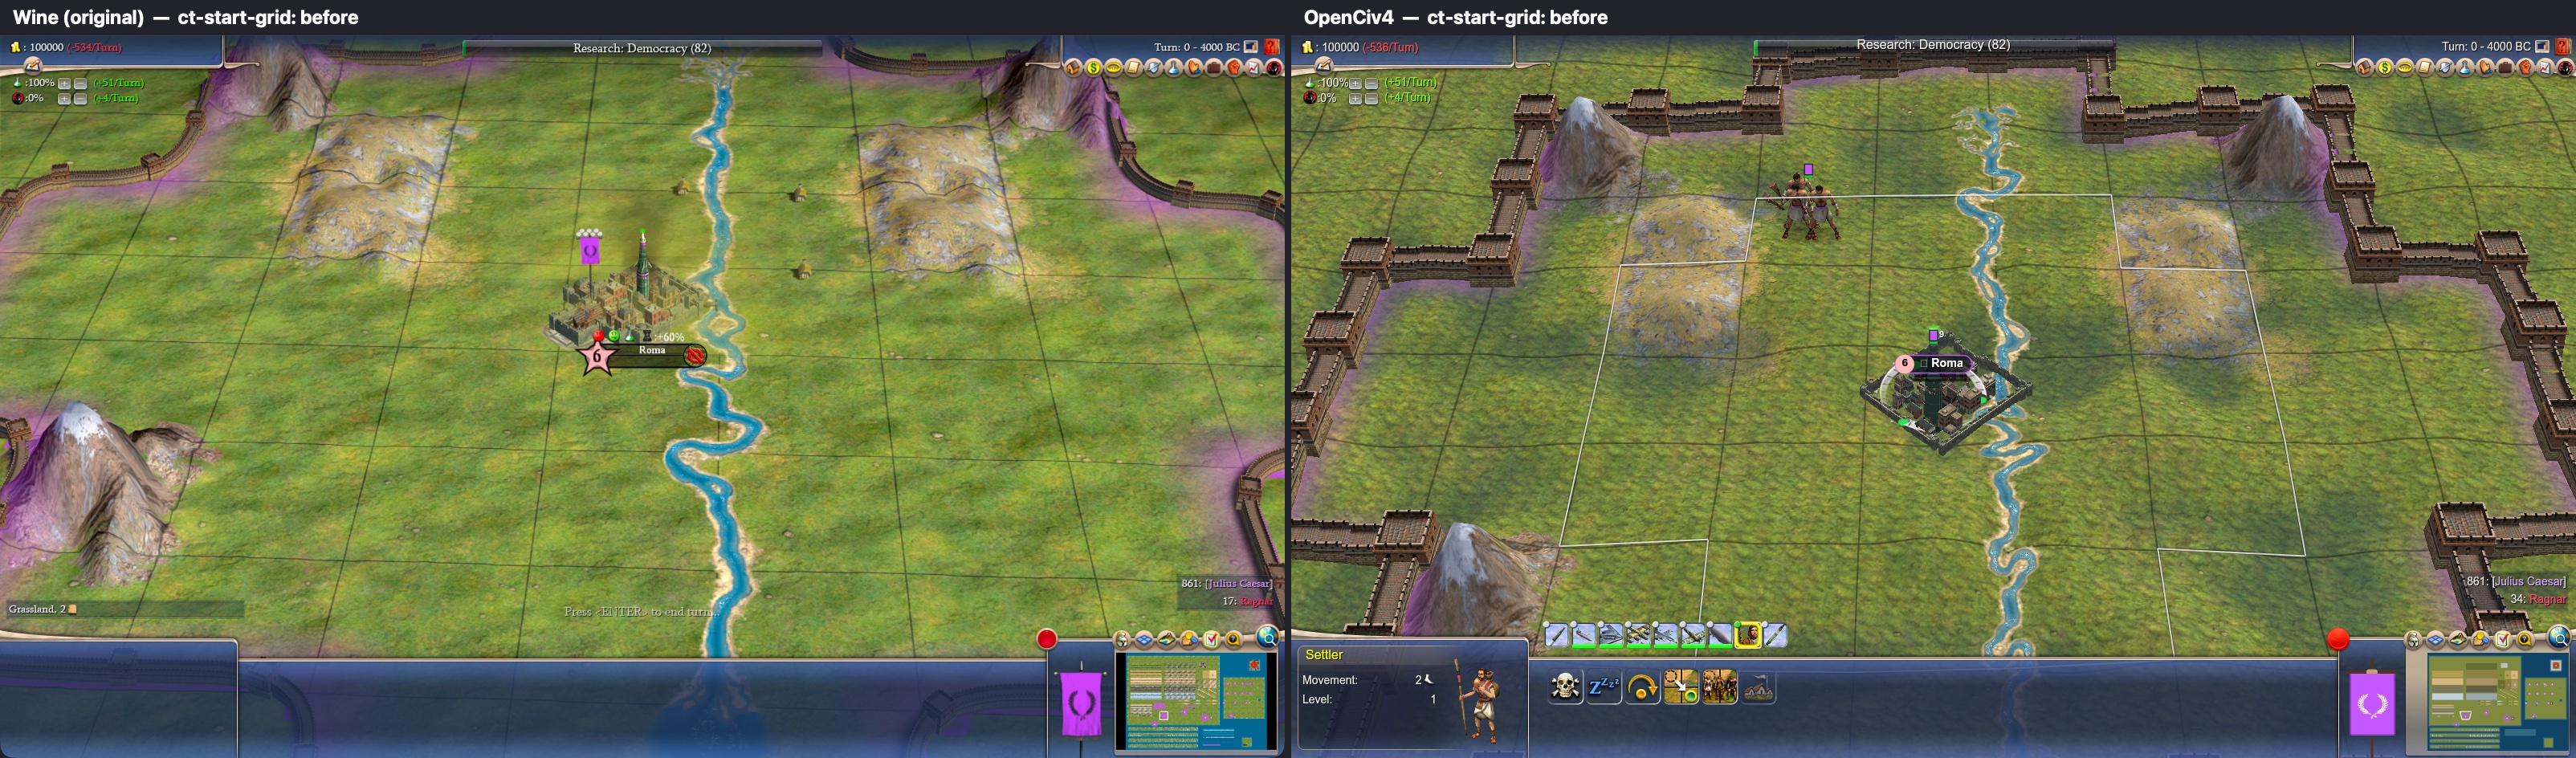 Wine (original) — ct-start-grid: before
: 100000 (-534/Turn)
Research: Democracy (82)
Turn: 0 - 4000 BC
:100% (+51/Turn)
:0% (+4/Turn)
:+60%
6 Roma
861: [Julius Caesar]
17: Ragnar
Grassland, 2
Press <ENTER> to end turn...
OpenCiv4 — ct-start-grid: before
: 100000 (-536/Turn)
Research: Democracy (82)
Turn: 0 - 4000 BC
:100% (+51/Turn)
:0% (+4/Turn)
9
6 Roma
861: [Julius Caesar]
34: Ragnar
Settler
Movement: 2
Level: 1
ZZZZ